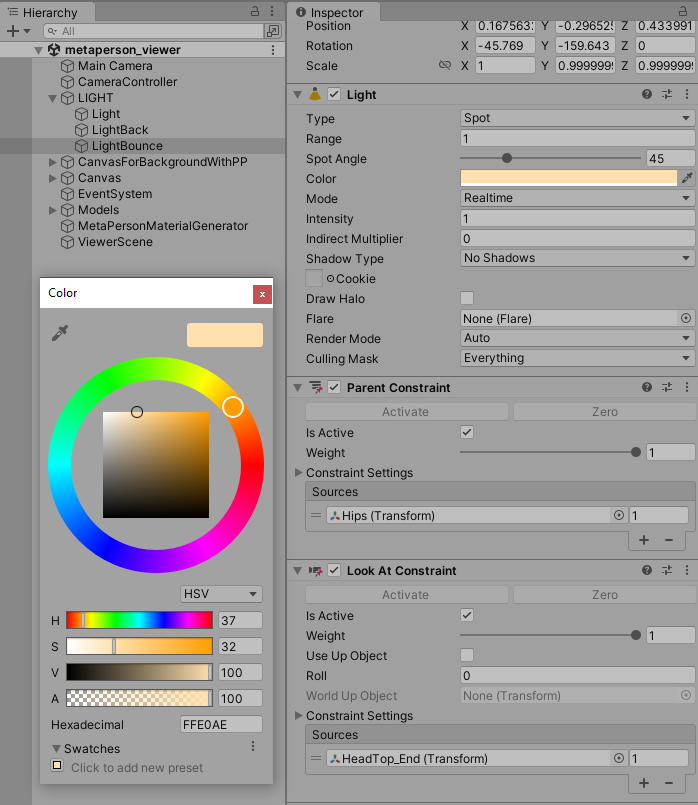 Hierarchy
All
metaperson_viewer
Main Camera
CameraController
LIGHT
Light
LightBack
LightBounce
CanvasForBackgroundWithPP
Canvas
EventSystem
Models
MetaPersonMaterialGenerator
ViewerScene
Color
x
HSV
H 37
S 32
V 100
A 100
Hexadecimal FFE0AE
Swatches
Click to add new preset
Inspector
Position X 0.16756 Y -0.2965 Z 0.433991
Rotation X -45.769 Y -159.643 Z 0
Scale X 1 Y 0.999999 Z 0.999999
Light
Type Spot
Range 1
Spot Angle 45
Color
Mode Realtime
Intensity 1
Indirect Multiplier 0
Shadow Type No Shadows
Cookie
Draw Halo
Flare None (Flare)
Render Mode Auto
Culling Mask Everything
Parent Constraint
Activate Zero
Is Active
Weight 1
Constraint Settings
Sources
Hips (Transform) 1
+ −
Look At Constraint
Activate Zero
Is Active
Weight 1
Use Up Object
Roll 0
World Up Object None (Transform)
Constraint Settings
Sources
HeadTop_End (Transform) 1
+ −